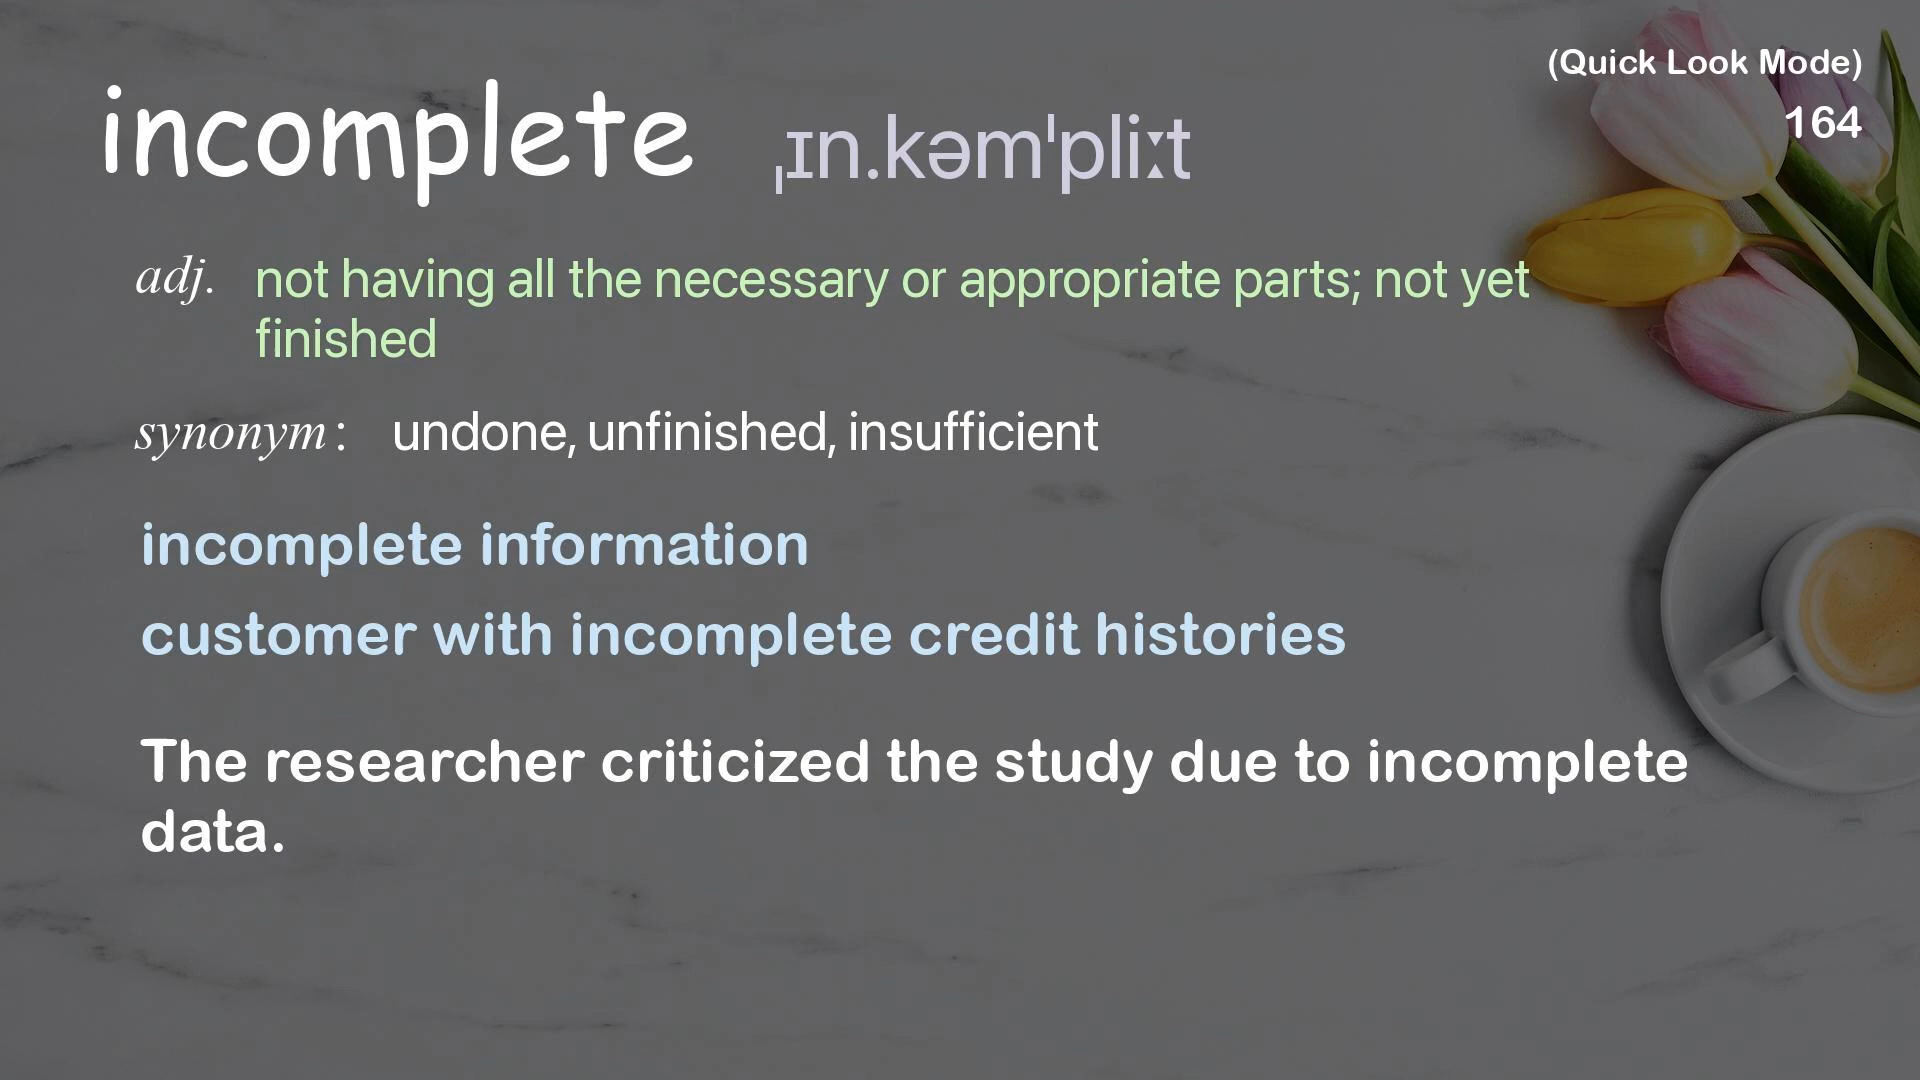 (Quick Look Mode)
164
incomplete ˌɪn.kəmˈpliːt
adj. not having all the necessary or appropriate parts; not yet
finished
synonym: undone, unfinished, insufficient
incomplete information
customer with incomplete credit histories
The researcher criticized the study due to incomplete
data.